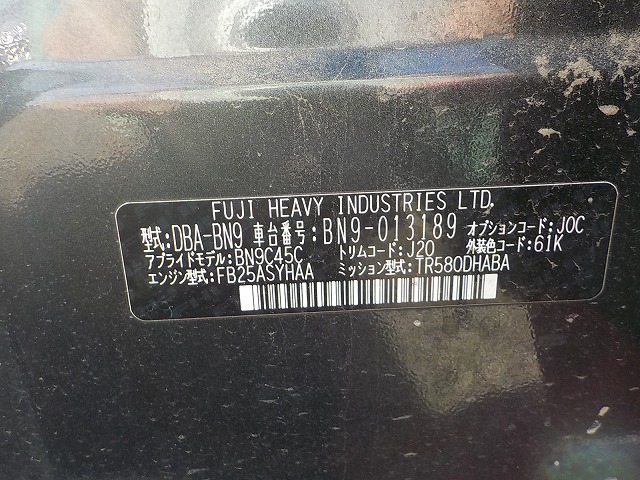 FUJI HEAVY INDUSTRIES LTD.
型式:DBA-BN9 車台番号:BN9-013189 オプションコード:JOC
アプライドモデル:BN9C45C トリムコード:J20 外装色コード:61K
エンジン型式:FB25ASYHAA ミッション型式:TR580DHABA